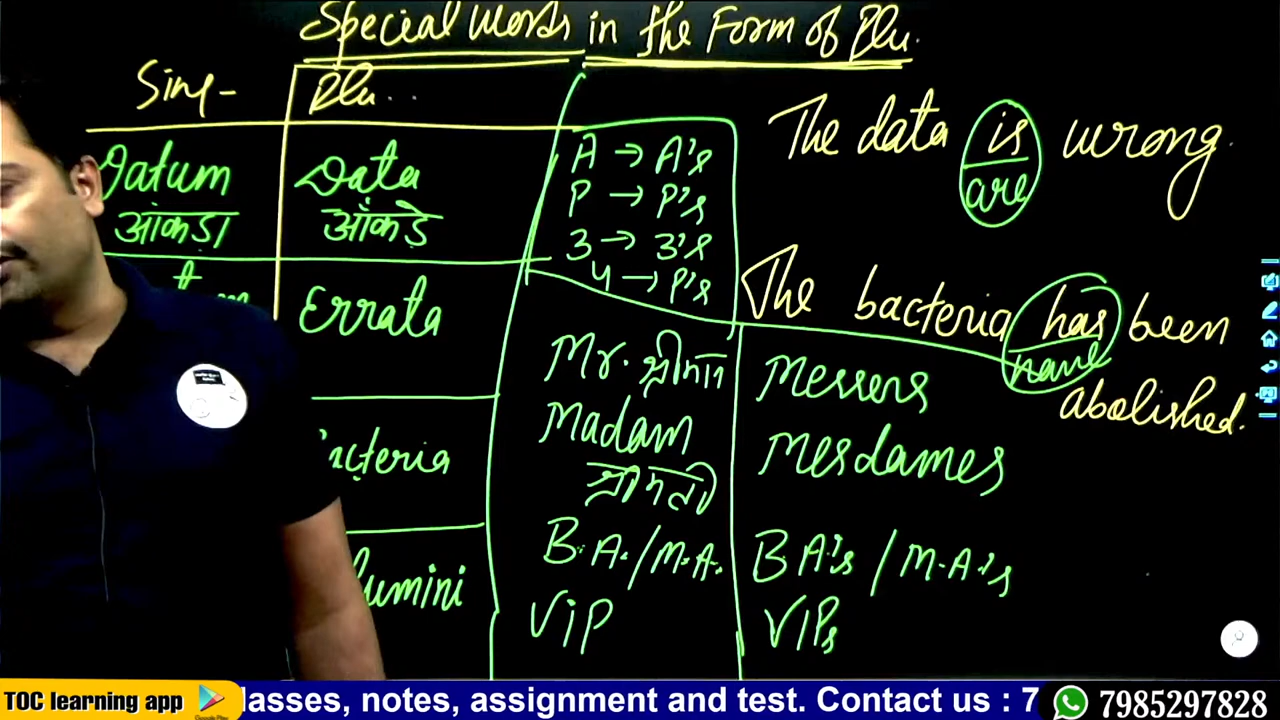 Special Words in the Form of Plu.
Sing- Plu..
Datum Data
आंकडा आँकडे
Errata
A → A's
P → P's
3 → 3's
4 → P's
The data is wrong.
are
The bacteria has been
have
abolished.
Mr. श्रीमान Messers
Madam Mesdames
श्रीमती
B.A. / M.A. B A.'s / M.A.'s
VIP VIPs
cteria
lumini
TOC learning app
lasses, notes, assignment and test. Contact us : 7
7985297828